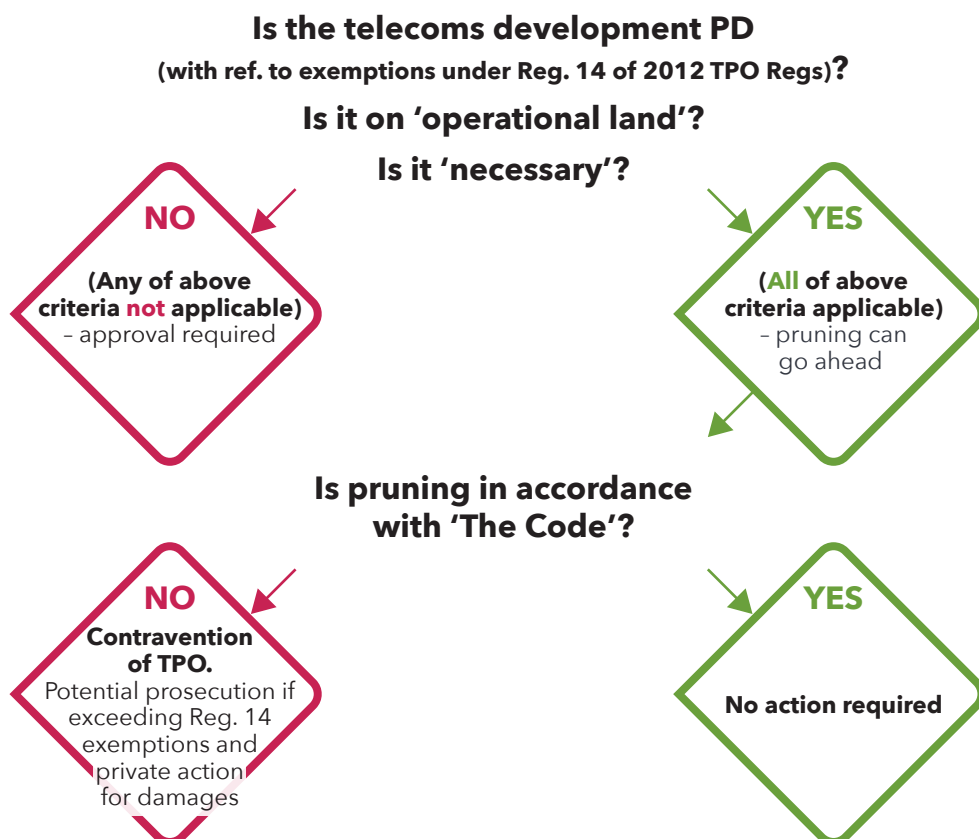 Is the telecoms development PD
(with ref. to exemptions under Reg. 14 of 2012 TPO Regs)?
Is it on ‘operational land’?
Is it ‘necessary’?
NO
(Any of above
criteria not applicable)
– approval required
YES
(All of above
criteria applicable)
– pruning can
go ahead
Is pruning in accordance
with ‘The Code’?
NO
Contravention
of TPO.
Potential prosecution if
exceeding Reg. 14
exemptions and
private action
for damages
YES
No action required